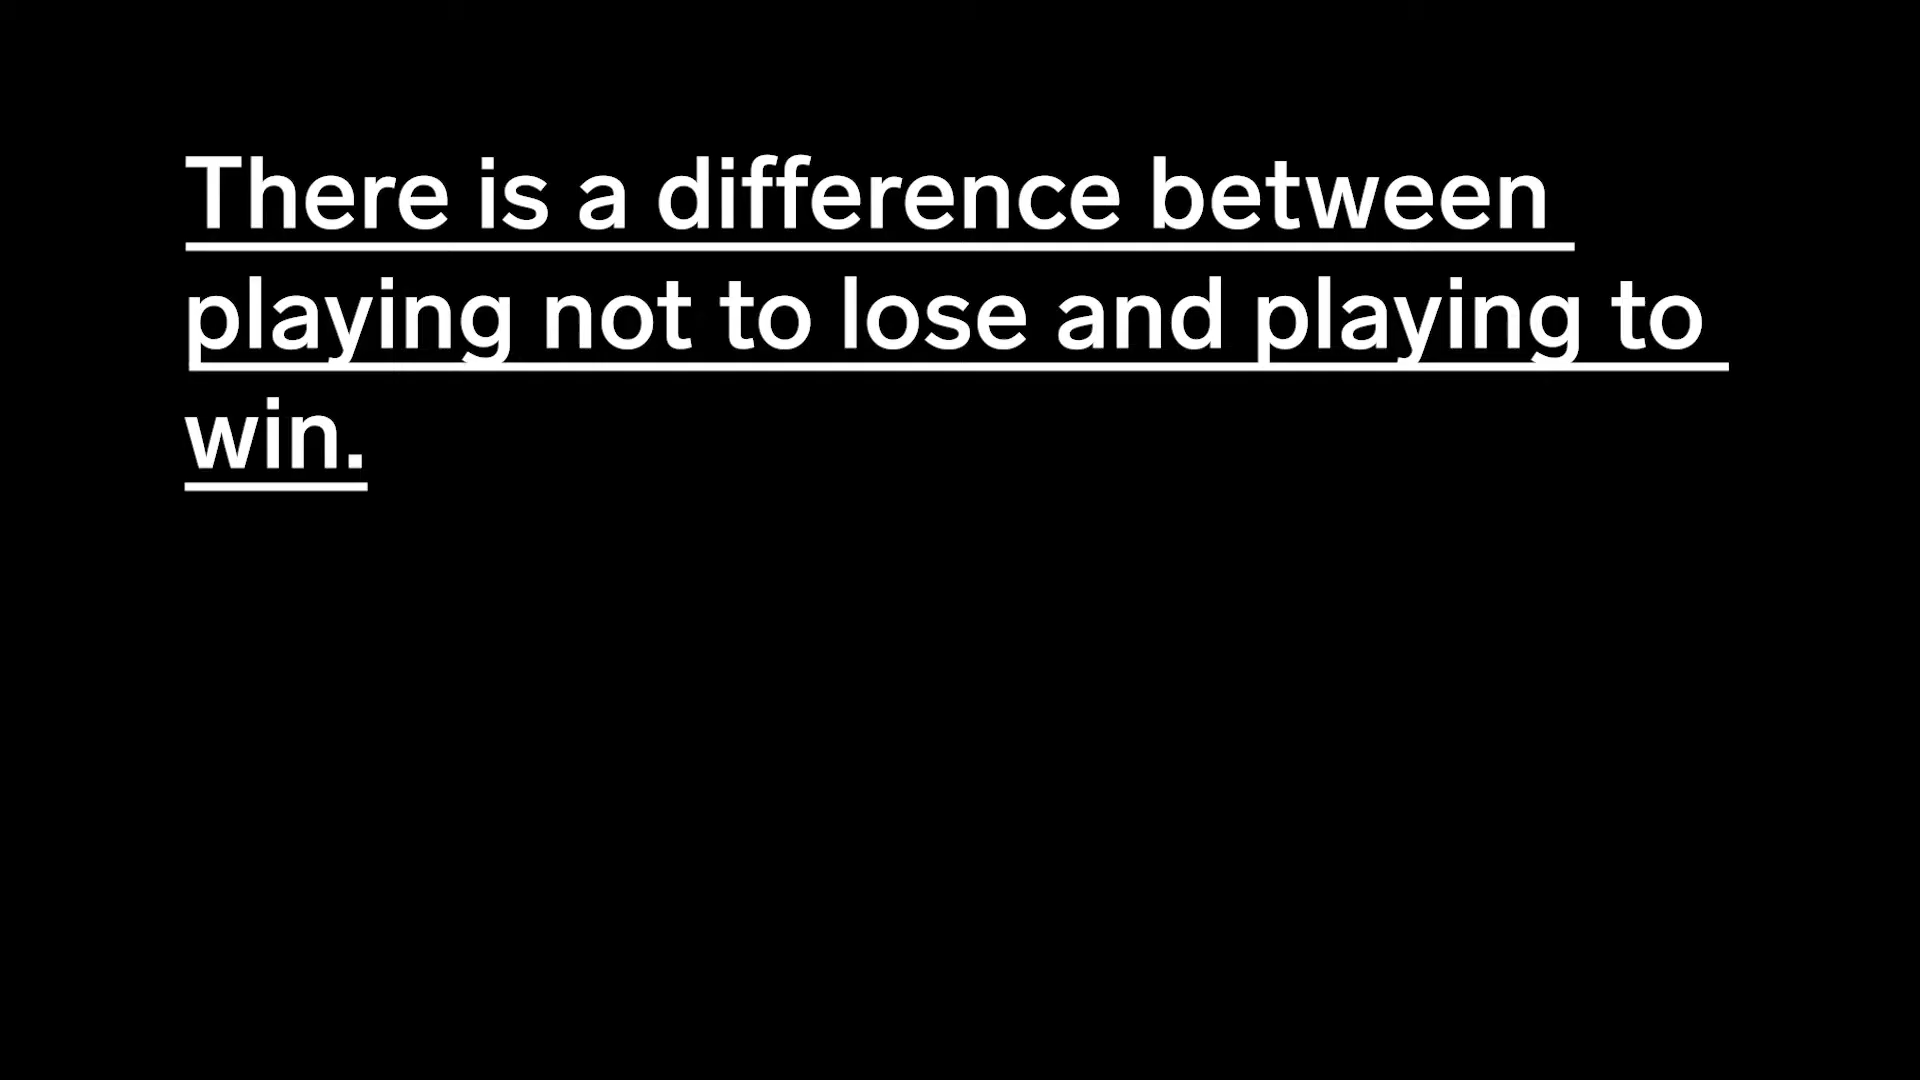 There is a difference between
playing not to lose and playing to
win.